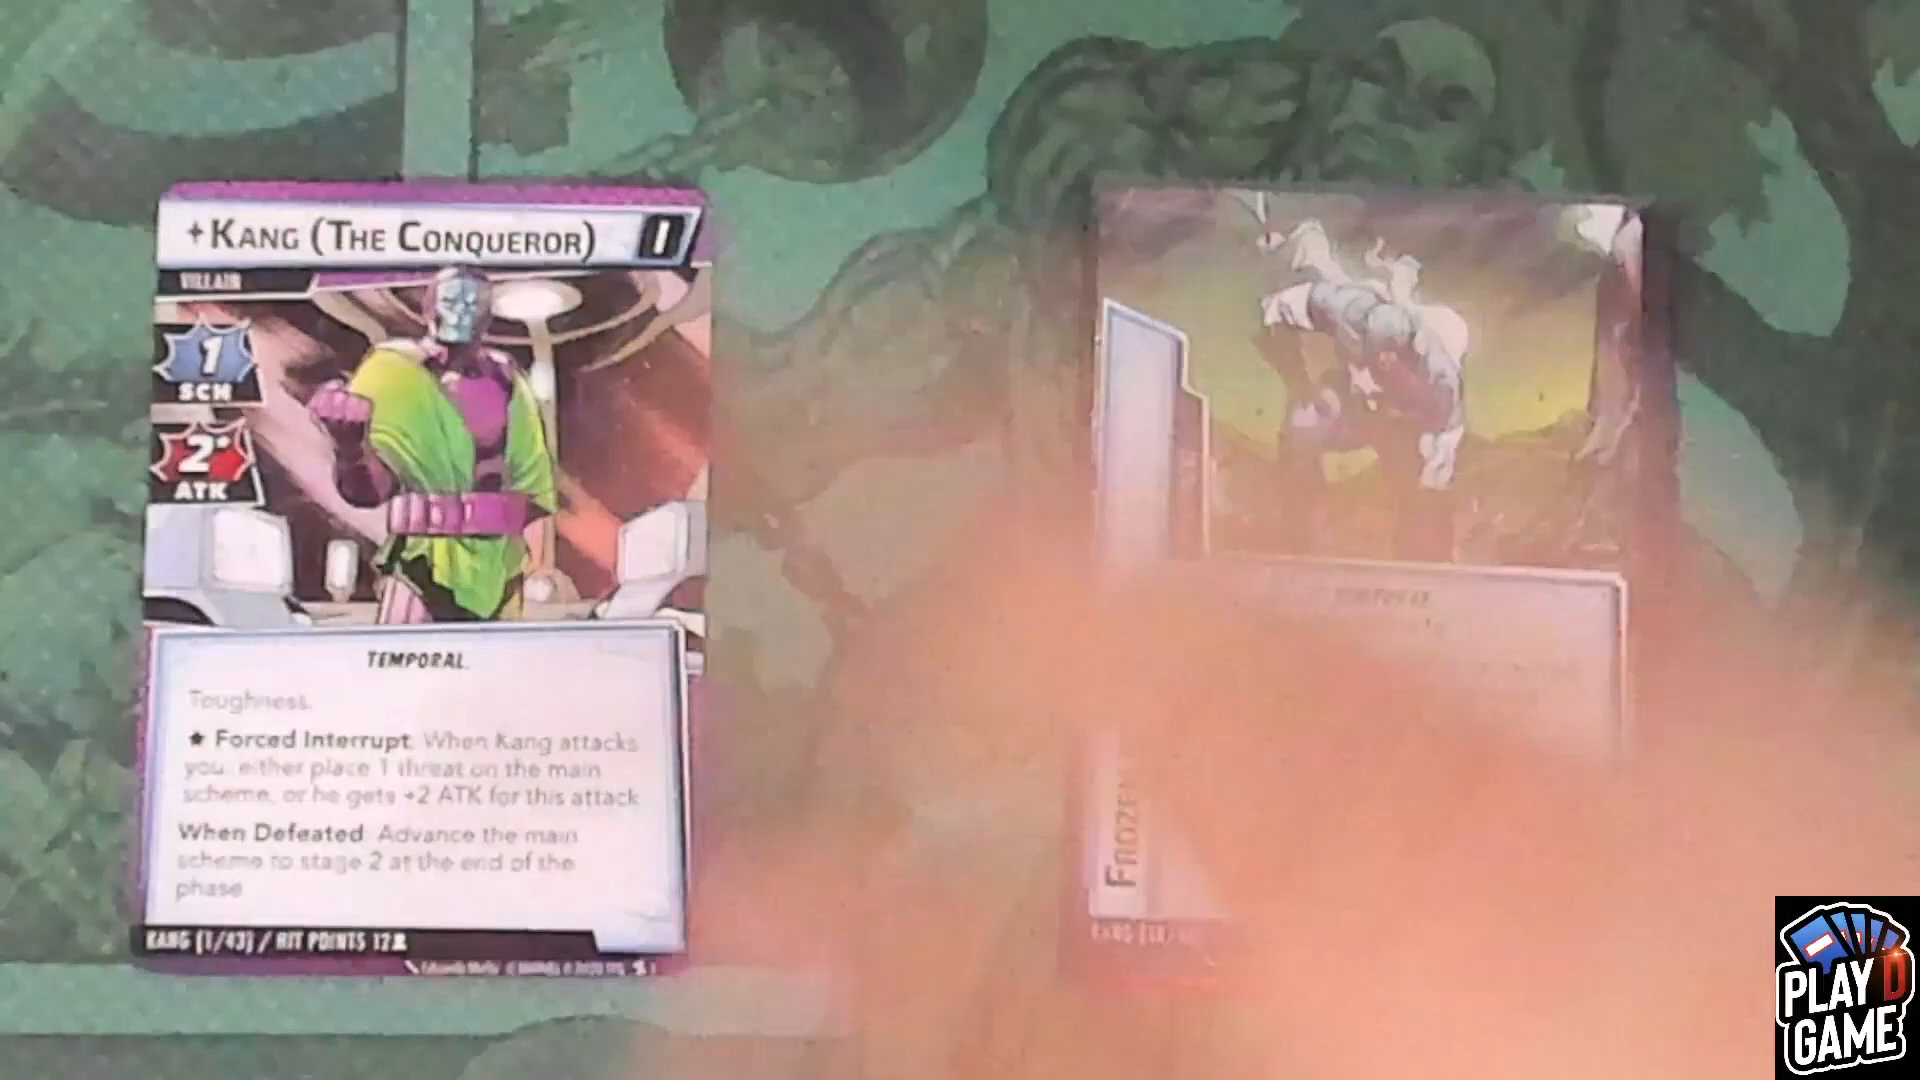 KANG (THE CONQUEROR)
I
VILLAIN
1
SCH
2*
ATK
TEMPORAL.
Toughness.
★ Forced Interrupt: When Kang attacks
you, either place 1 threat on the main
scheme, or he gets +2 ATK for this attack
When Defeated: Advance the main
scheme to stage 2 at the end of the
phase
KANG (1/43) / HIT POINTS 12
FROZEN
PLAY D
GAME